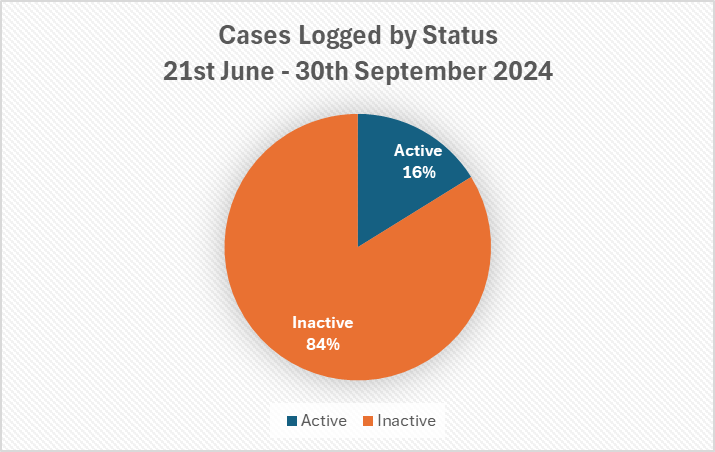 Cases Logged by Status
21st June - 30th September 2024
Active
16%
Inactive
84%
Active Inactive